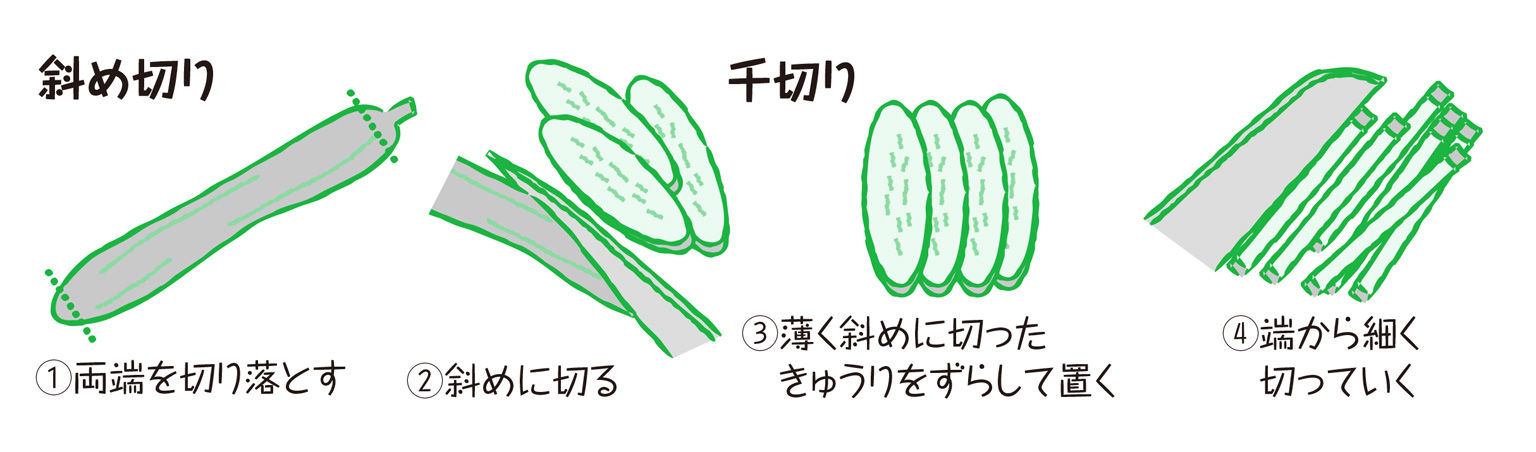 斜め切り
①両端を切り落とす
②斜めに切る
千切り
③薄く斜めに切った
きゅうりをずらして置く
④端から細く
切っていく